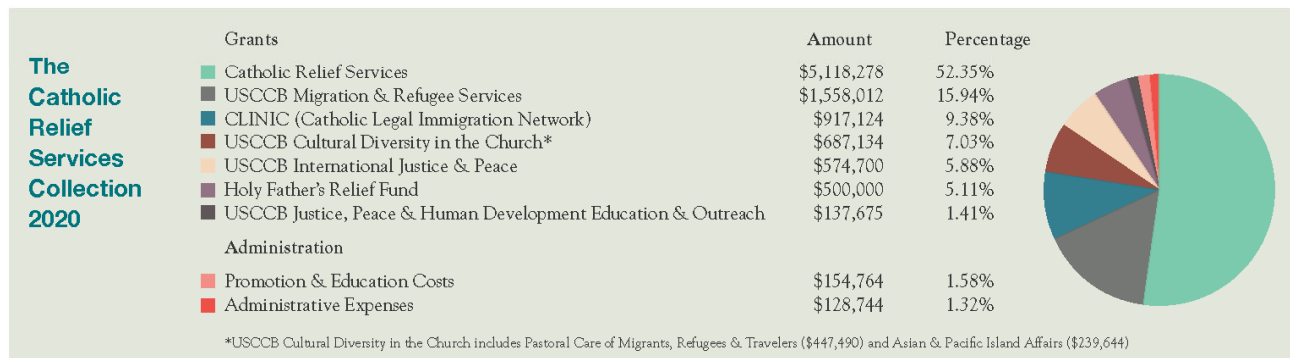 The
Catholic
Relief
Services
Collection
2020
Grants Amount Percentage
Catholic Relief Services $5,118,278 52.35%
USCCB Migration & Refugee Services $1,558,012 15.94%
CLINIC (Catholic Legal Immigration Network) $917,124 9.38%
USCCB Cultural Diversity in the Church* $687,134 7.03%
USCCB International Justice & Peace $574,700 5.88%
Holy Father's Relief Fund $500,000 5.11%
USCCB Justice, Peace & Human Development Education & Outreach $137,675 1.41%
Administration
Promotion & Education Costs $154,764 1.58%
Administrative Expenses $128,744 1.32%
*USCCB Cultural Diversity in the Church includes Pastoral Care of Migrants, Refugees & Travelers ($447,490) and Asian & Pacific Island Affairs ($239,644)